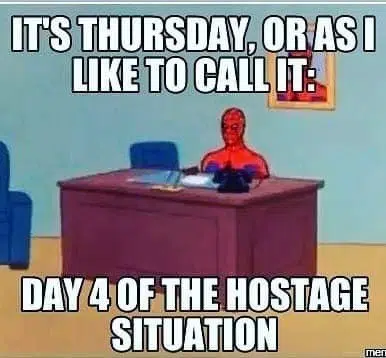 IT'S THURSDAY, OR AS I
LIKE TO CALL IT:
DAY 4 OF THE HOSTAGE
SITUATION